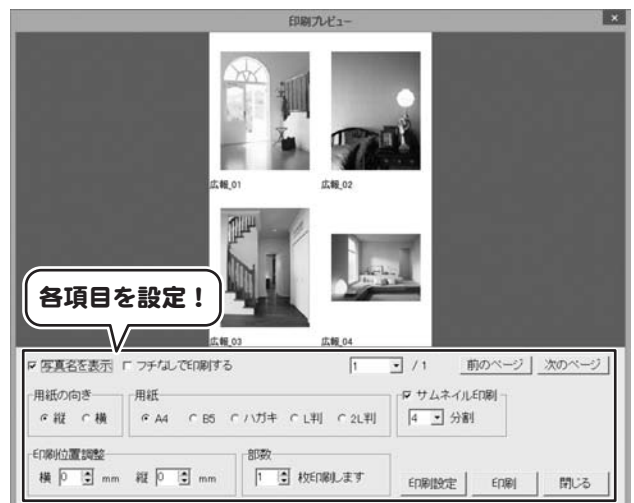 印刷プレビュー
広報_01 広報_02
広報_03 広報_04
各項目を設定！
写真名を表示 フチなしで印刷する 1 / 1 前のページ 次のページ
用紙の向き 用紙 サムネイル印刷
縦 横 A4 B5 ハガキ L判 2L判 4 分割
印刷位置調整 部数
横 0 mm 縦 0 mm 1 枚印刷します 印刷設定 印刷 閉じる